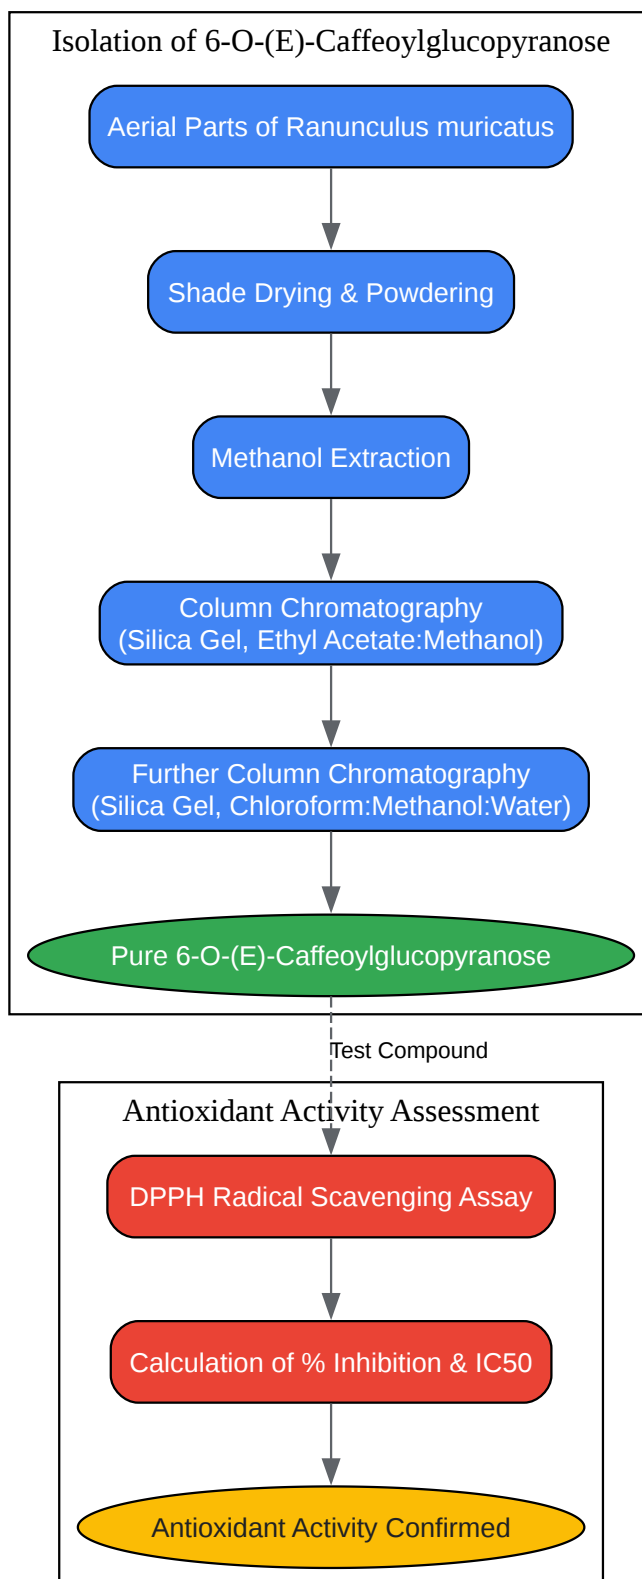 Isolation of 6-O-(E)-Caffeoylglucopyranose
Aerial Parts of Ranunculus muricatus
Shade Drying & Powdering
Methanol Extraction
Column Chromatography
(Silica Gel, Ethyl Acetate:Methanol)
Further Column Chromatography
(Silica Gel, Chloroform:Methanol:Water)
Pure 6-O-(E)-Caffeoylglucopyranose
Test Compound
Antioxidant Activity Assessment
DPPH Radical Scavenging Assay
Calculation of % Inhibition & IC50
Antioxidant Activity Confirmed